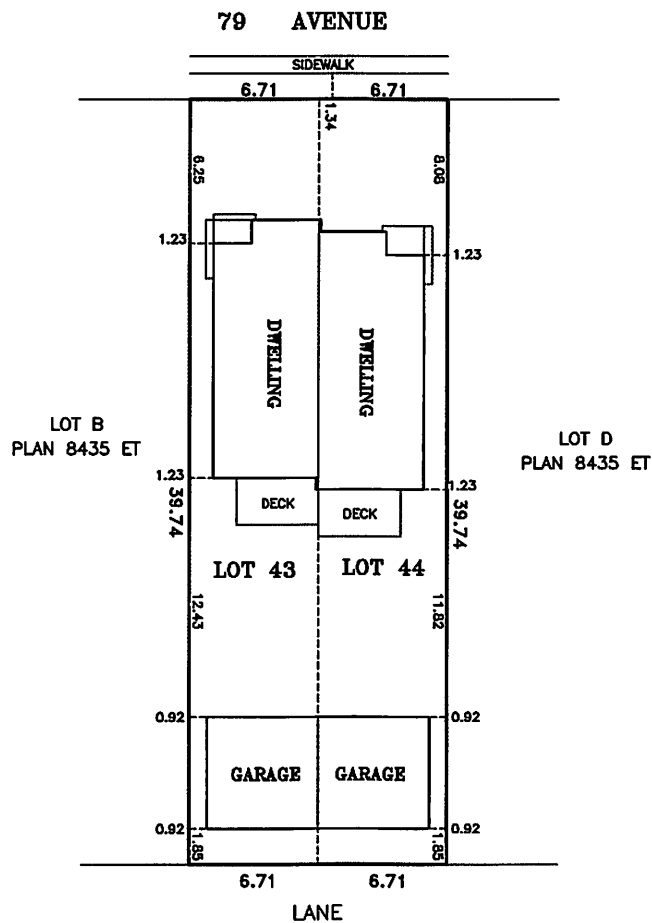 79 AVENUE
SIDEWALK
6.71 6.71
1.34
6.25 8.08
1.23 1.23
DWELLING DWELLING
LOT B
PLAN 8435 ET
LOT D
PLAN 8435 ET
1.23 1.23
39.74 39.74
DECK DECK
LOT 43 LOT 44
12.43 11.82
0.92 0.92
GARAGE GARAGE
0.92 0.92
1.85 1.85
6.71 6.71
LANE